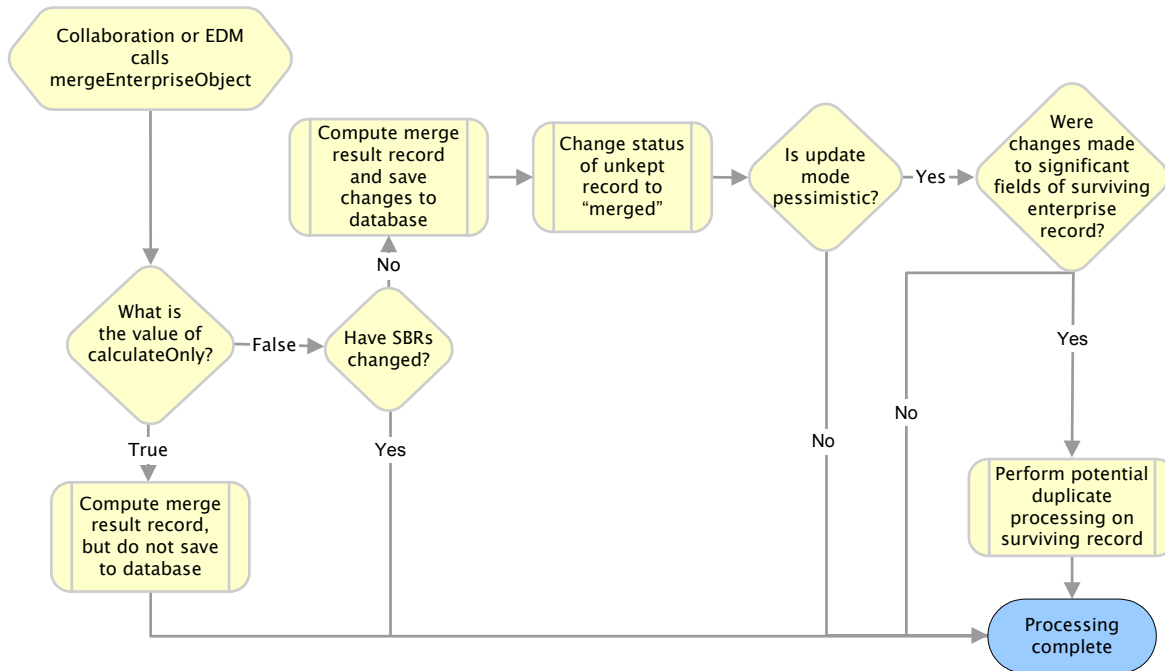 Collaboration or EDM
calls
mergeEnterpriseObject
What is
the value of
calculateOnly?
False
True
Compute merge
result record,
but do not save
to database
Have SBRs
changed?
No
Yes
Compute merge
result record
and save
changes to
database
Change status
of unkept
record to
“merged”
Is update
mode
pessimistic?
Yes
No
Were
changes made
to significant
fields of surviving
enterprise
record?
No
Yes
Perform potential
duplicate
processing on
surviving record
Processing
complete